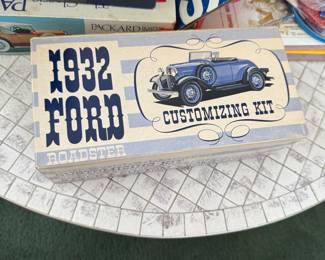 PACKARD
1932
FORD
ROADSTER
CUSTOMIZING KIT